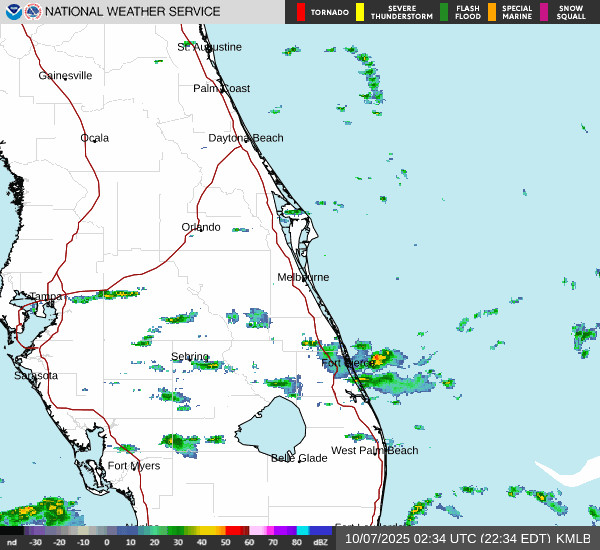 NATIONAL WEATHER SERVICE
TORNADO
SEVERE
THUNDERSTORM
FLASH
FLOOD
SPECIAL
MARINE
SNOW
SQUALL
St. Augustine
Gainesville
Palm Coast
Ocala
Daytona Beach
Orlando
Melbourne
Tampa
Sebring
Fort Pierce
Sarasota
West Palm Beach
Belle Glade
Fort Myers
nd -30 -20 -10 0 10 20 30 40 50 60 70 80 dBZ
10/07/2025 02:34 UTC (22:34 EDT) KMLB